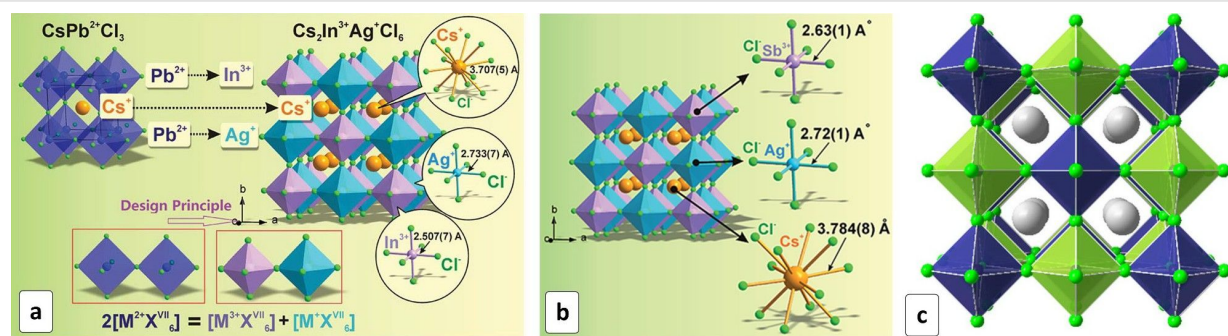 CsPb²⁺Cl₃
Cs₂In³⁺Ag⁺Cl₆
Pb²⁺ In³⁺
Cs⁺ Cs⁺
Pb²⁺ Ag⁺
Cs⁺
3.707(5) A
Cl⁻
Ag⁺
2.733(7) A
Cl⁻
In³⁺
2.507(7) A
Cl⁻
Design Principle
b
c a
2[M²⁺X^VII₆] = [M³⁺X^VII₆] + [M⁺X^VII₆]
a
Cl⁻ Sb³⁺
2.63(1) A°
Cl⁻ Ag⁺
2.72(1) A°
Cl⁻ Cs⁺
3.784(8) Å
b
c a
b
c